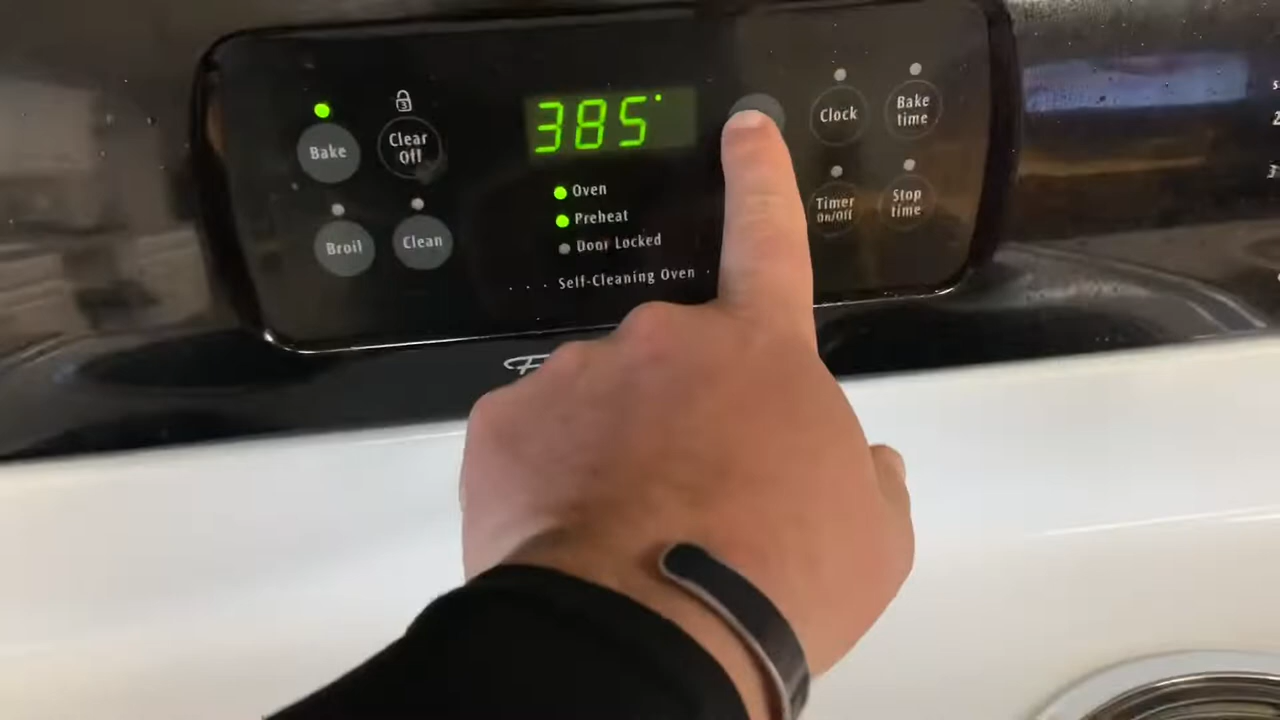 Bake
3
Clear
Off
Broil
Clean
385°
Oven
Preheat
Door Locked
Self-Cleaning Oven
Clock
Bake
time
Timer
on/off
Stop
time
F